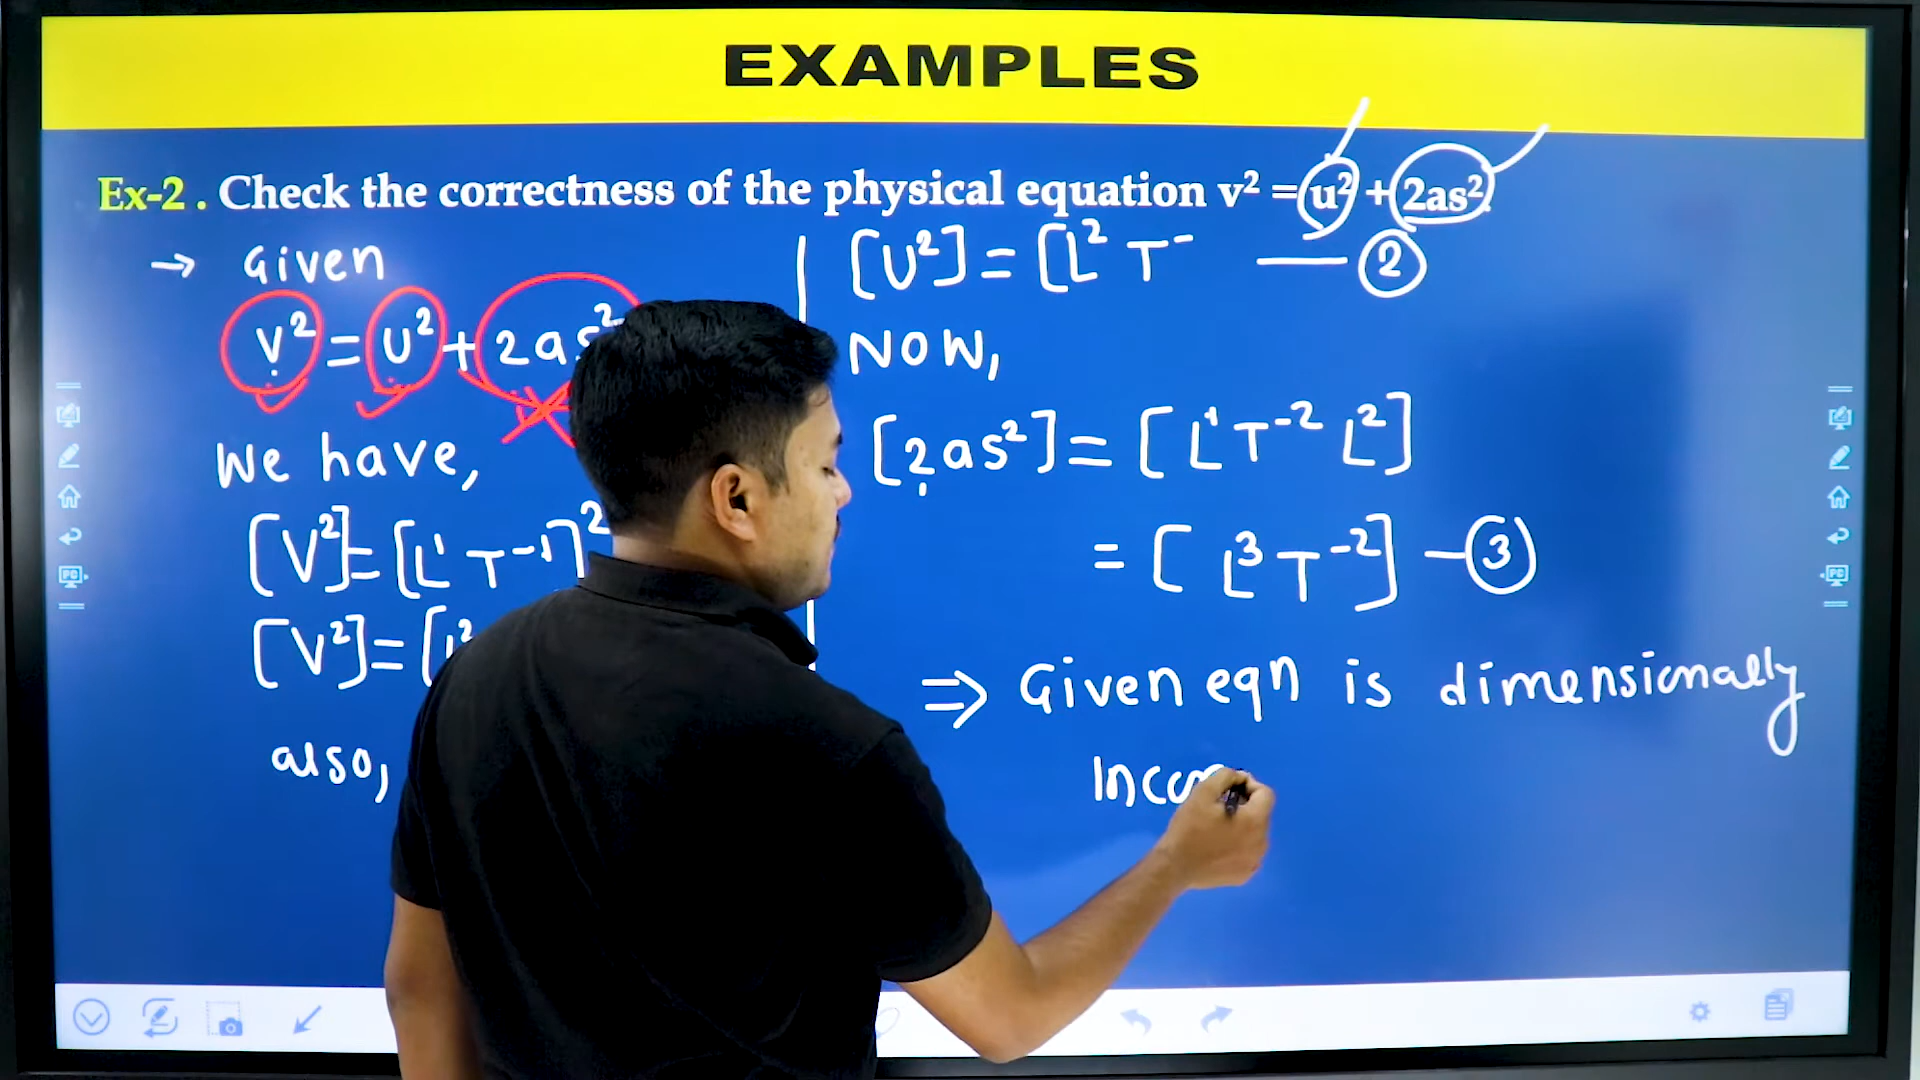 EXAMPLES
Ex-2 . Check the correctness of the physical equation v² = u² + 2as².
→ Given
v² = u² + 2as²
We have,
[V²] = [L¹ T⁻¹]²
[V²] = [L²
also,
[U²] = [L² T⁻ — ②
NOW,
[2as²] = [L¹ T⁻² L²]
= [L³ T⁻²] — ③
⇒ Given eqn is dimensionally